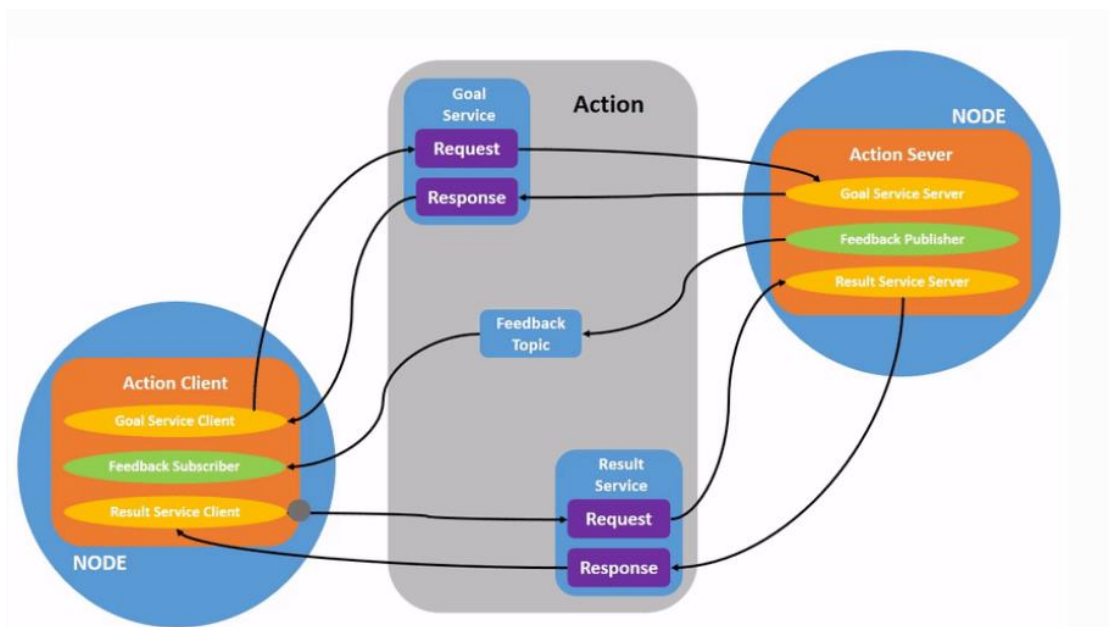 Goal
Service
Request
Response
Action
NODE
Action Sever
Goal Service Server
Feedback Publisher
Result Service Server
Feedback
Topic
Action Client
Goal Service Client
Feedback Subscriber
Result Service Client
NODE
Result
Service
Request
Response